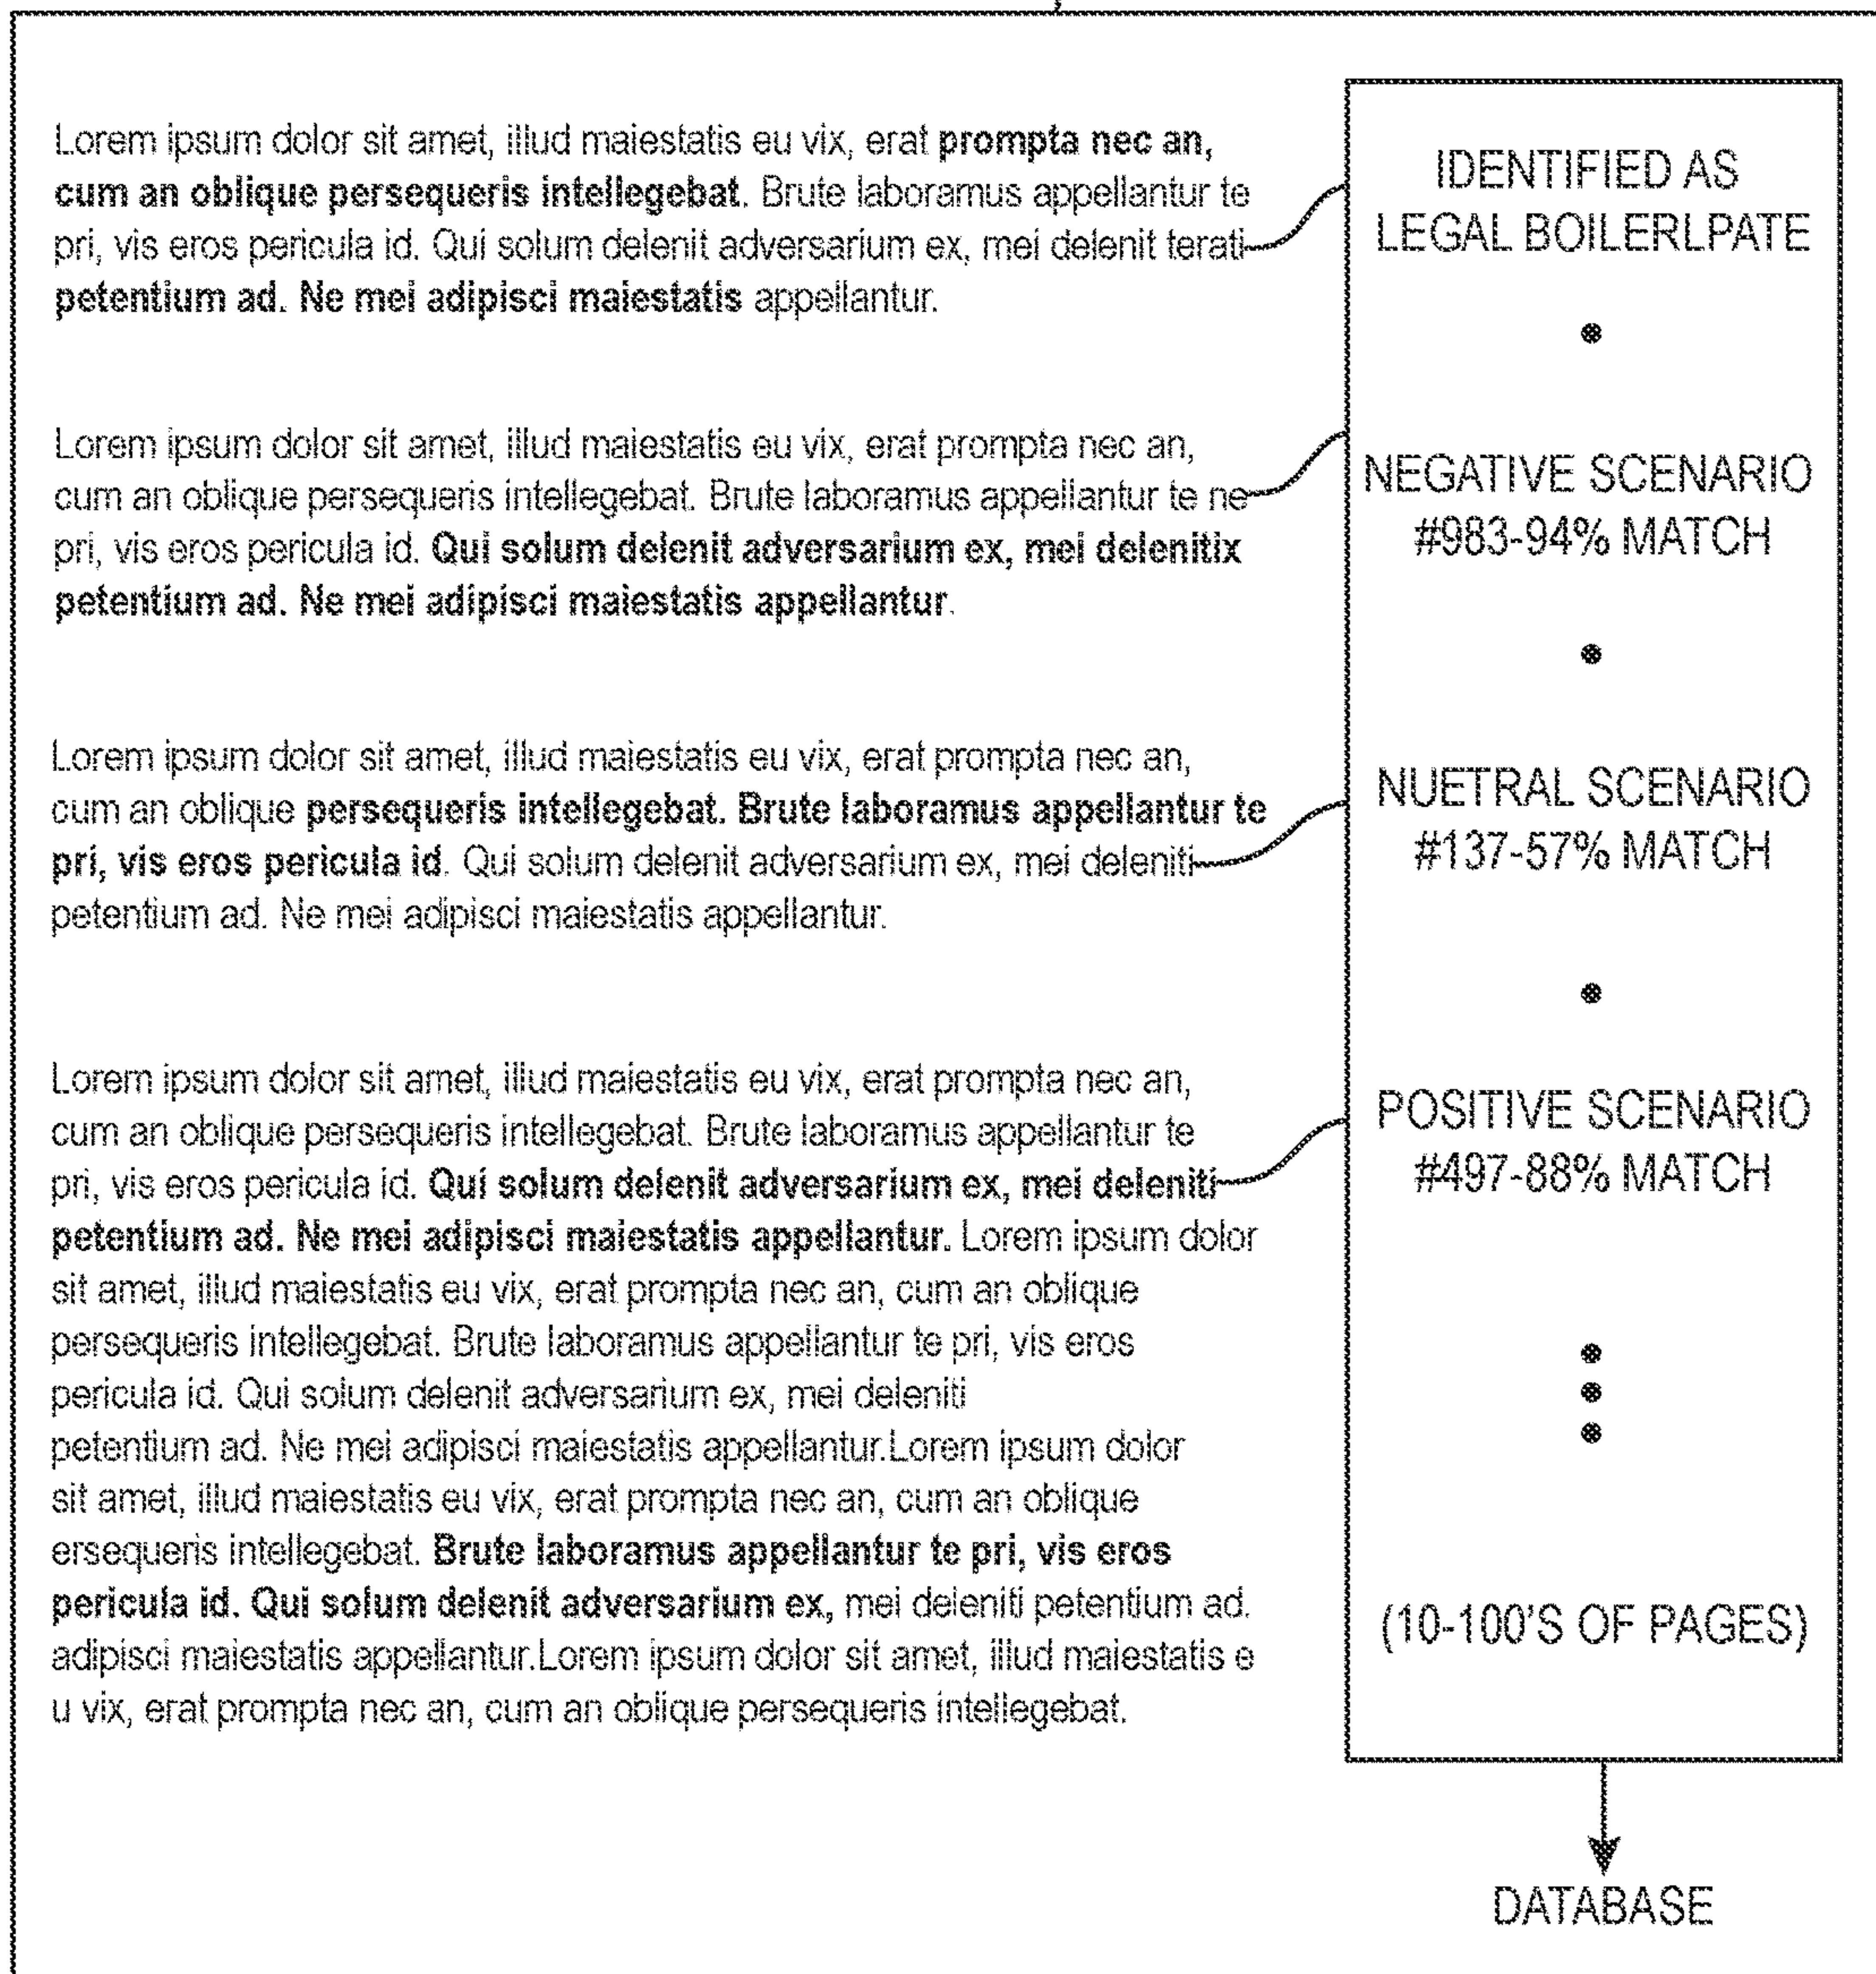 Lorem ipsum dolor sit amet, illud maiestatis eu vix, erat prompta nec an,
cum an oblique persequeris intellegebat. Brute laboramus appellantur te
pri, vis eros pericula id. Qui solum delenit adversarium ex, mei delenit terati
petentium ad. Ne mei adipisci maiestatis appellantur.
IDENTIFIED AS
LEGAL BOILERLPATE
Lorem ipsum dolor sit amet, illud maiestatis eu vix, erat prompta nec an,
cum an oblique persequeris intellegebat. Brute laboramus appellantur te ne
pri, vis eros pericula id. Qui solum delenit adversarium ex, mei delenitix
petentium ad. Ne mei adipisci maiestatis appellantur.
NEGATIVE SCENARIO
#983-94% MATCH
Lorem ipsum dolor sit amet, illud maiestatis eu vix, erat prompta nec an,
cum an oblique persequeris intellegebat. Brute laboramus appellantur te
pri, vis eros pericula id. Qui solum delenit adversarium ex, mei deleniti
petentium ad. Ne mei adipisci maiestatis appellantur.
NUETRAL SCENARIO
#137-57% MATCH
Lorem ipsum dolor sit amet, illud maiestatis eu vix, erat prompta nec an,
cum an oblique persequeris intellegebat. Brute laboramus appellantur te
pri, vis eros pericula id. Qui solum delenit adversarium ex, mei deleniti
petentium ad. Ne mei adipisci maiestatis appellantur. Lorem ipsum dolor
sit amet, illud maiestatis eu vix, erat prompta nec an, cum an oblique
persequeris intellegebat. Brute laboramus appellantur te pri, vis eros
pericula id. Qui solum delenit adversarium ex, mei deleniti
petentium ad. Ne mei adipisci maiestatis appellantur.Lorem ipsum dolor
sit amet, illud maiestatis eu vix, erat prompta nec an, cum an oblique
ersequeris intellegebat. Brute laboramus appellantur te pri, vis eros
pericula id. Qui solum delenit adversarium ex, mei deleniti petentium ad.
adipisci maiestatis appellantur.Lorem ipsum dolor sit amet, illud maiestatis e
u vix, erat prompta nec an, cum an oblique persequeris intellegebat.
POSITIVE SCENARIO
#497-88% MATCH
(10-100'S OF PAGES)
DATABASE